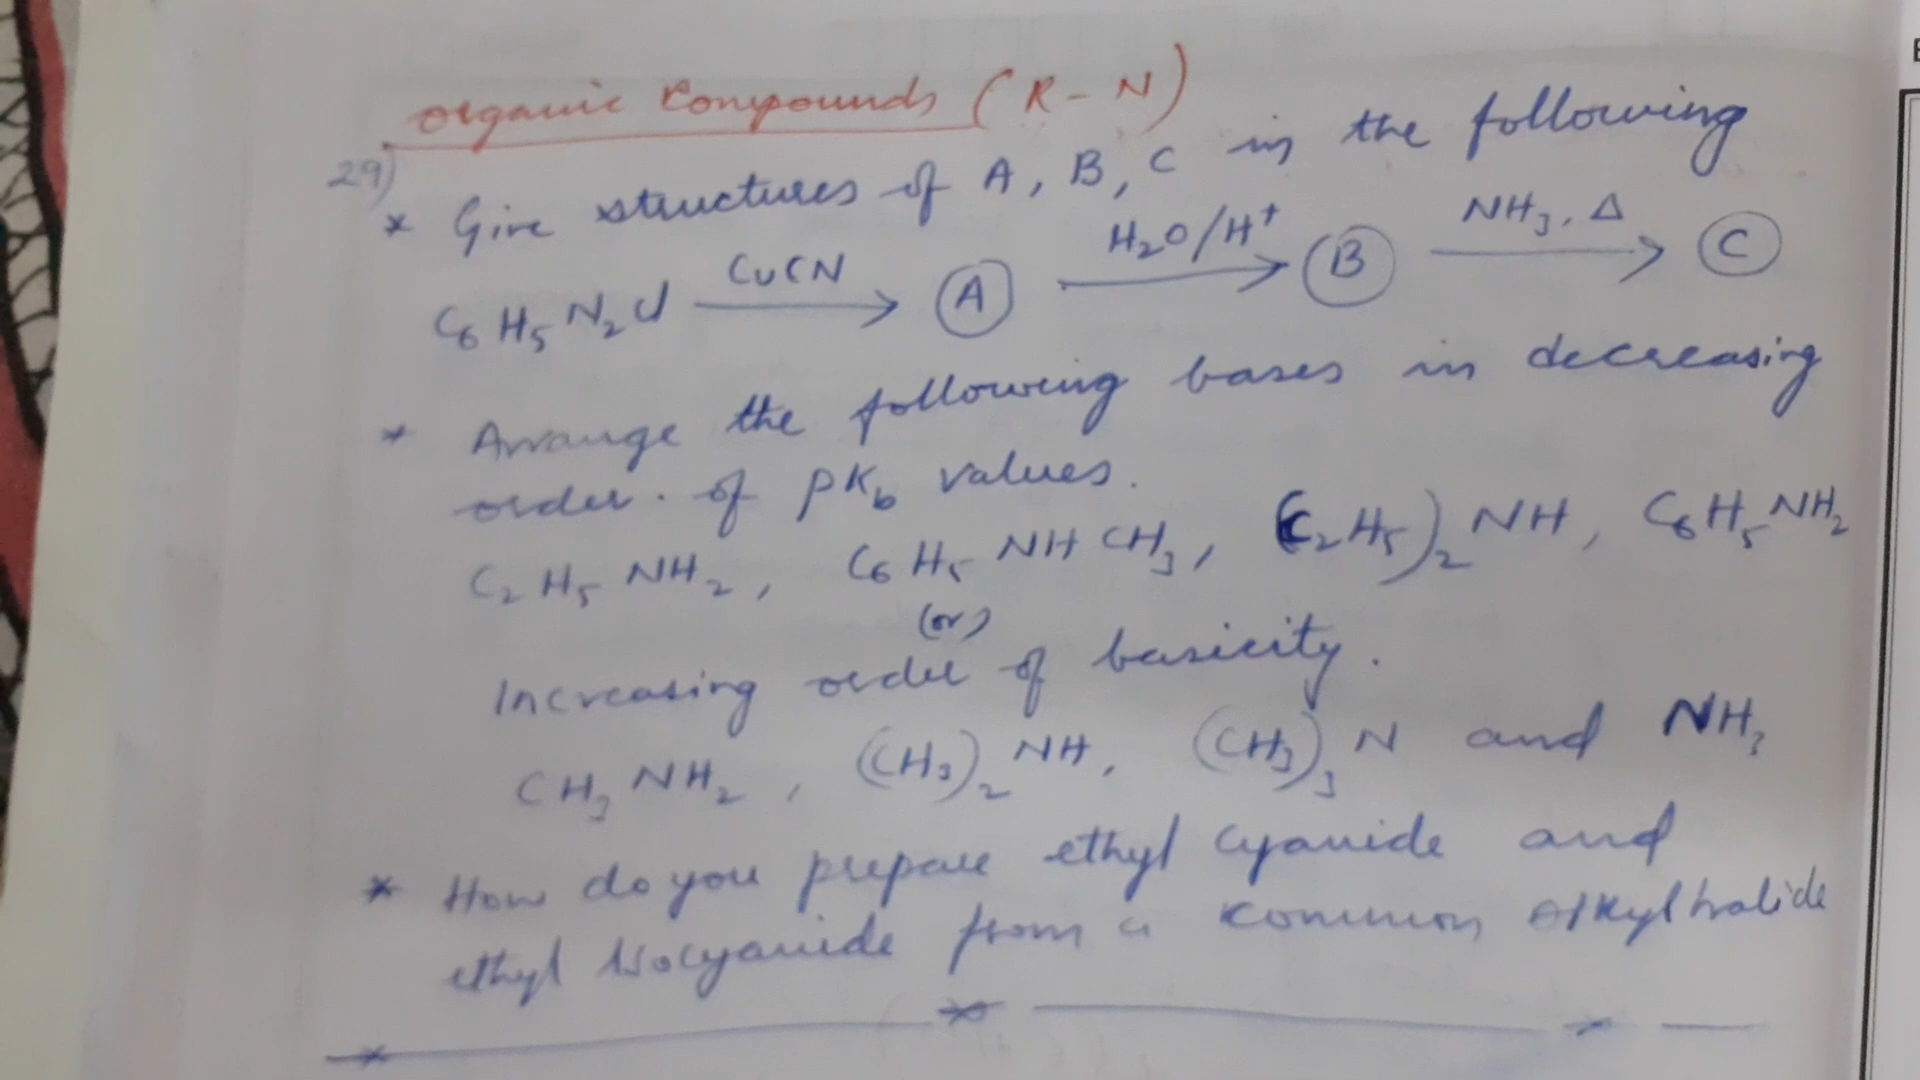 organic Compounds (R-N)
29)
* Give structures of A, B, C in the following
C₆H₅N₂Cl —CuCN→ (A) —H₂O/H⁺→ (B) —NH₃, Δ→ (C)
* Arrange the following bases in decreasing
order. of pKb values.
C₂H₅NH₂, C₆H₅NHCH₃, (C₂H₅)₂NH, C₆H₅NH₂
(or)
Increasing order of basicity.
CH₃NH₂, (CH₃)₂NH, (CH₃)₃N and NH₃
* How do you prepare ethyl cyanide and
ethyl isocyanide from a common alkylhalide